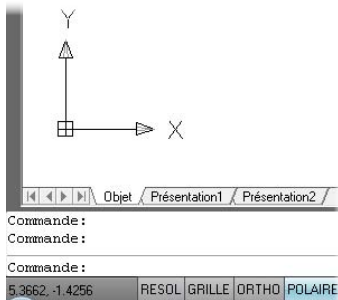 Y
X
Objet Présentation1 Présentation2
Commande:
Commande:
Commande:
5.3662, -1.4256 RESOL GRILLE ORTHO POLAIRE